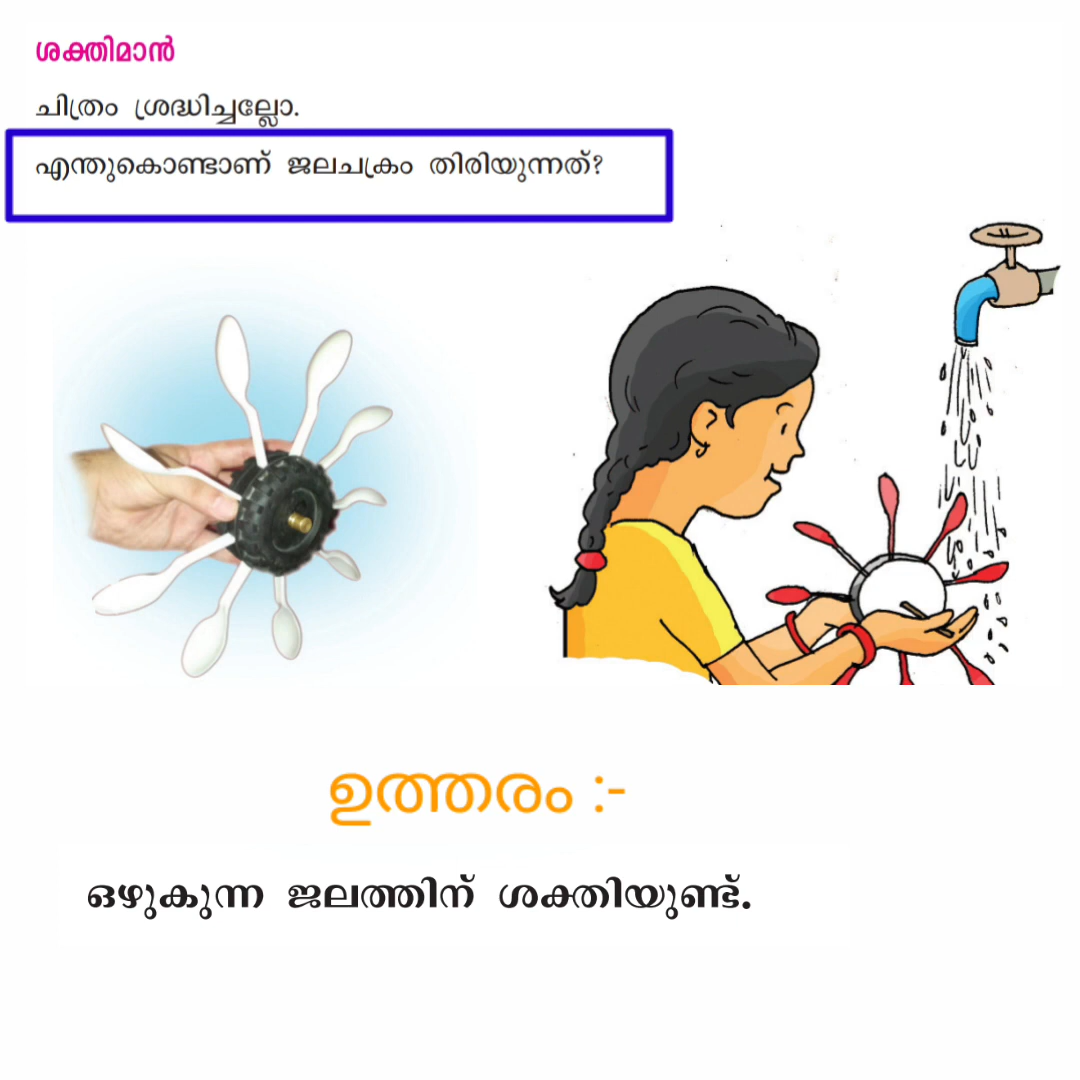 ശക്തിമാൻ
ചിത്രം ശ്രദ്ധിച്ചല്ലോ.
എന്തുകൊണ്ടാണ് ജലചക്രം തിരിയുന്നത്?
ഉത്തരം :-
ഒഴുകുന്ന ജലത്തിന് ശക്തിയുണ്ട്.